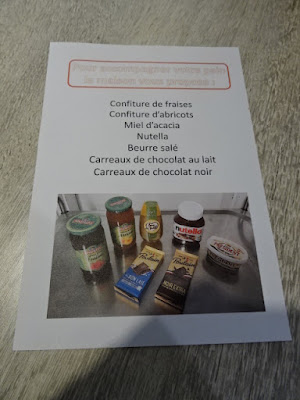 Pour accompagner votre pain
la maison vous propose :
Confiture de fraises
Confiture d'abricots
Miel d'acacia
Nutella
Beurre salé
Carreaux de chocolat au lait
Carreaux de chocolat noir
nutella